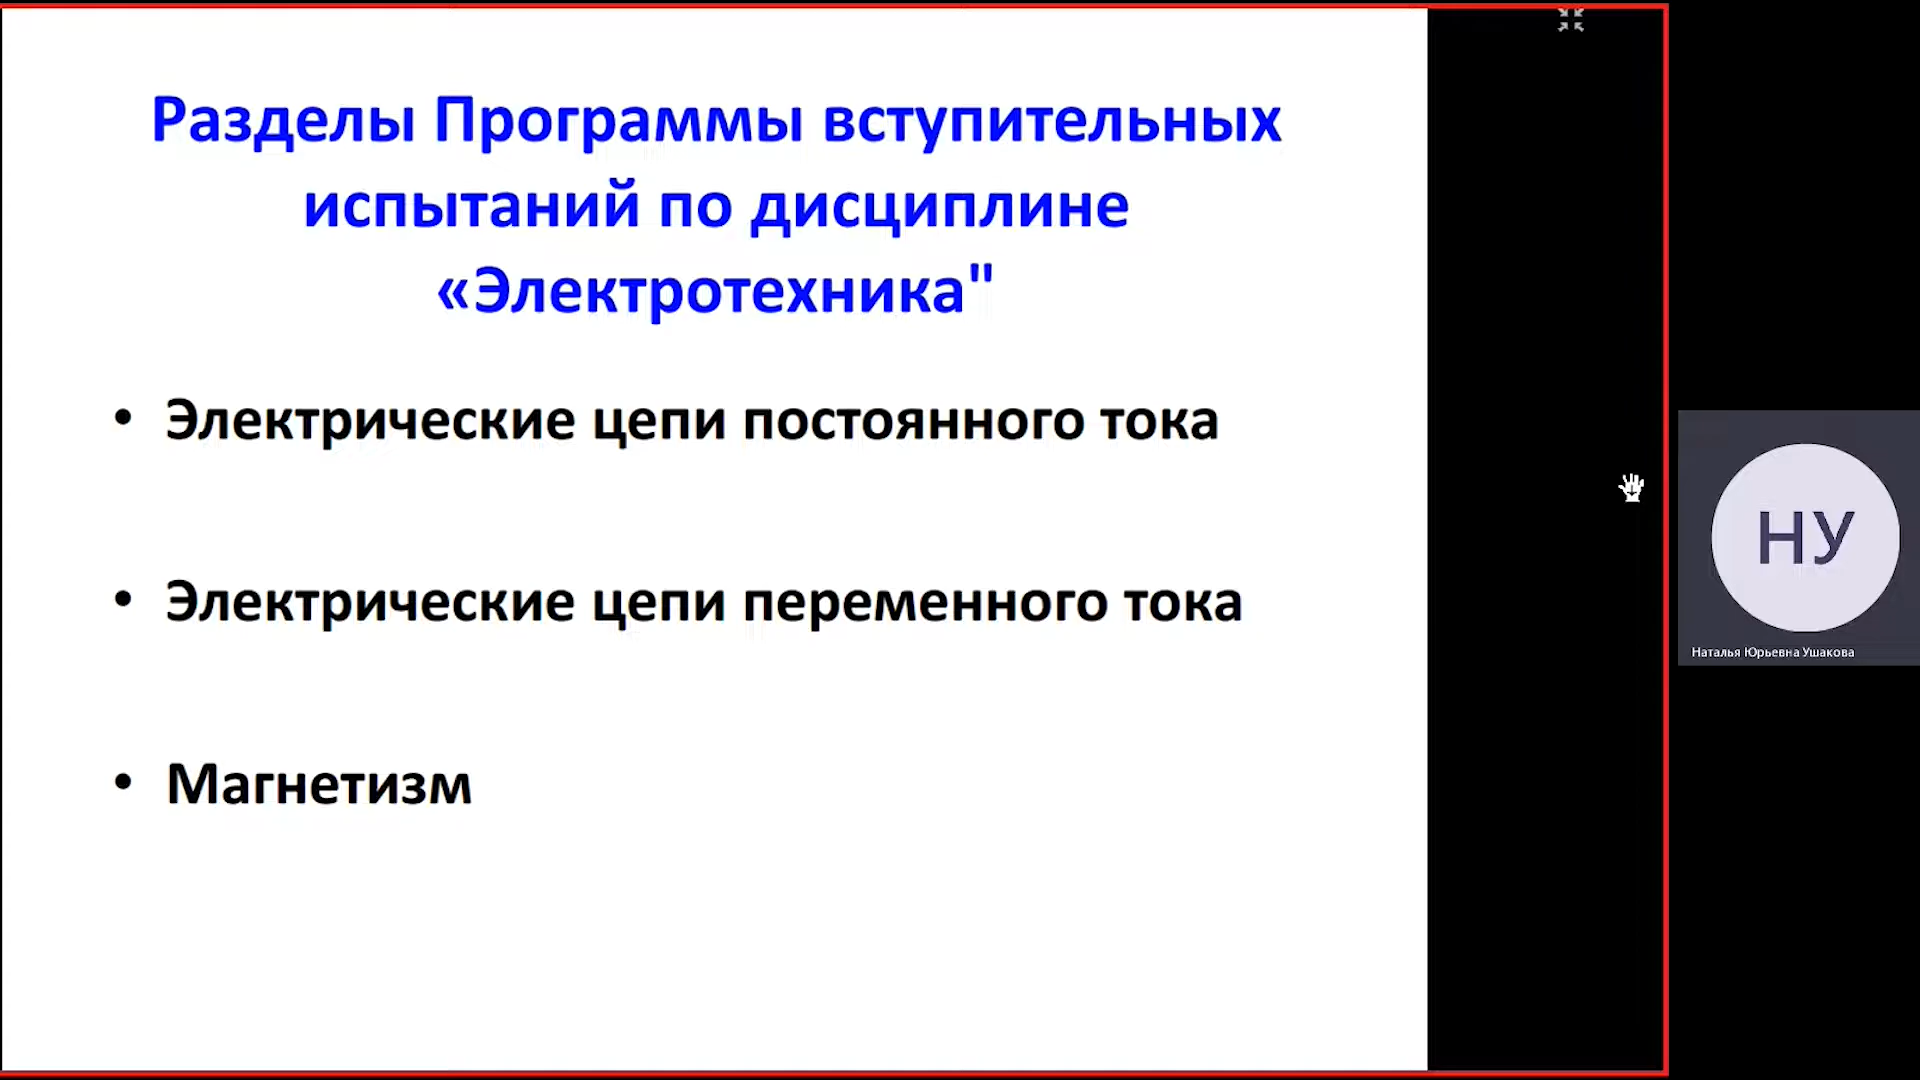 Разделы Программы вступительных
испытаний по дисциплине
«Электротехника"
• Электрические цепи постоянного тока
• Электрические цепи переменного тока
• Магнетизм
НУ
Наталья Юрьевна Ушакова